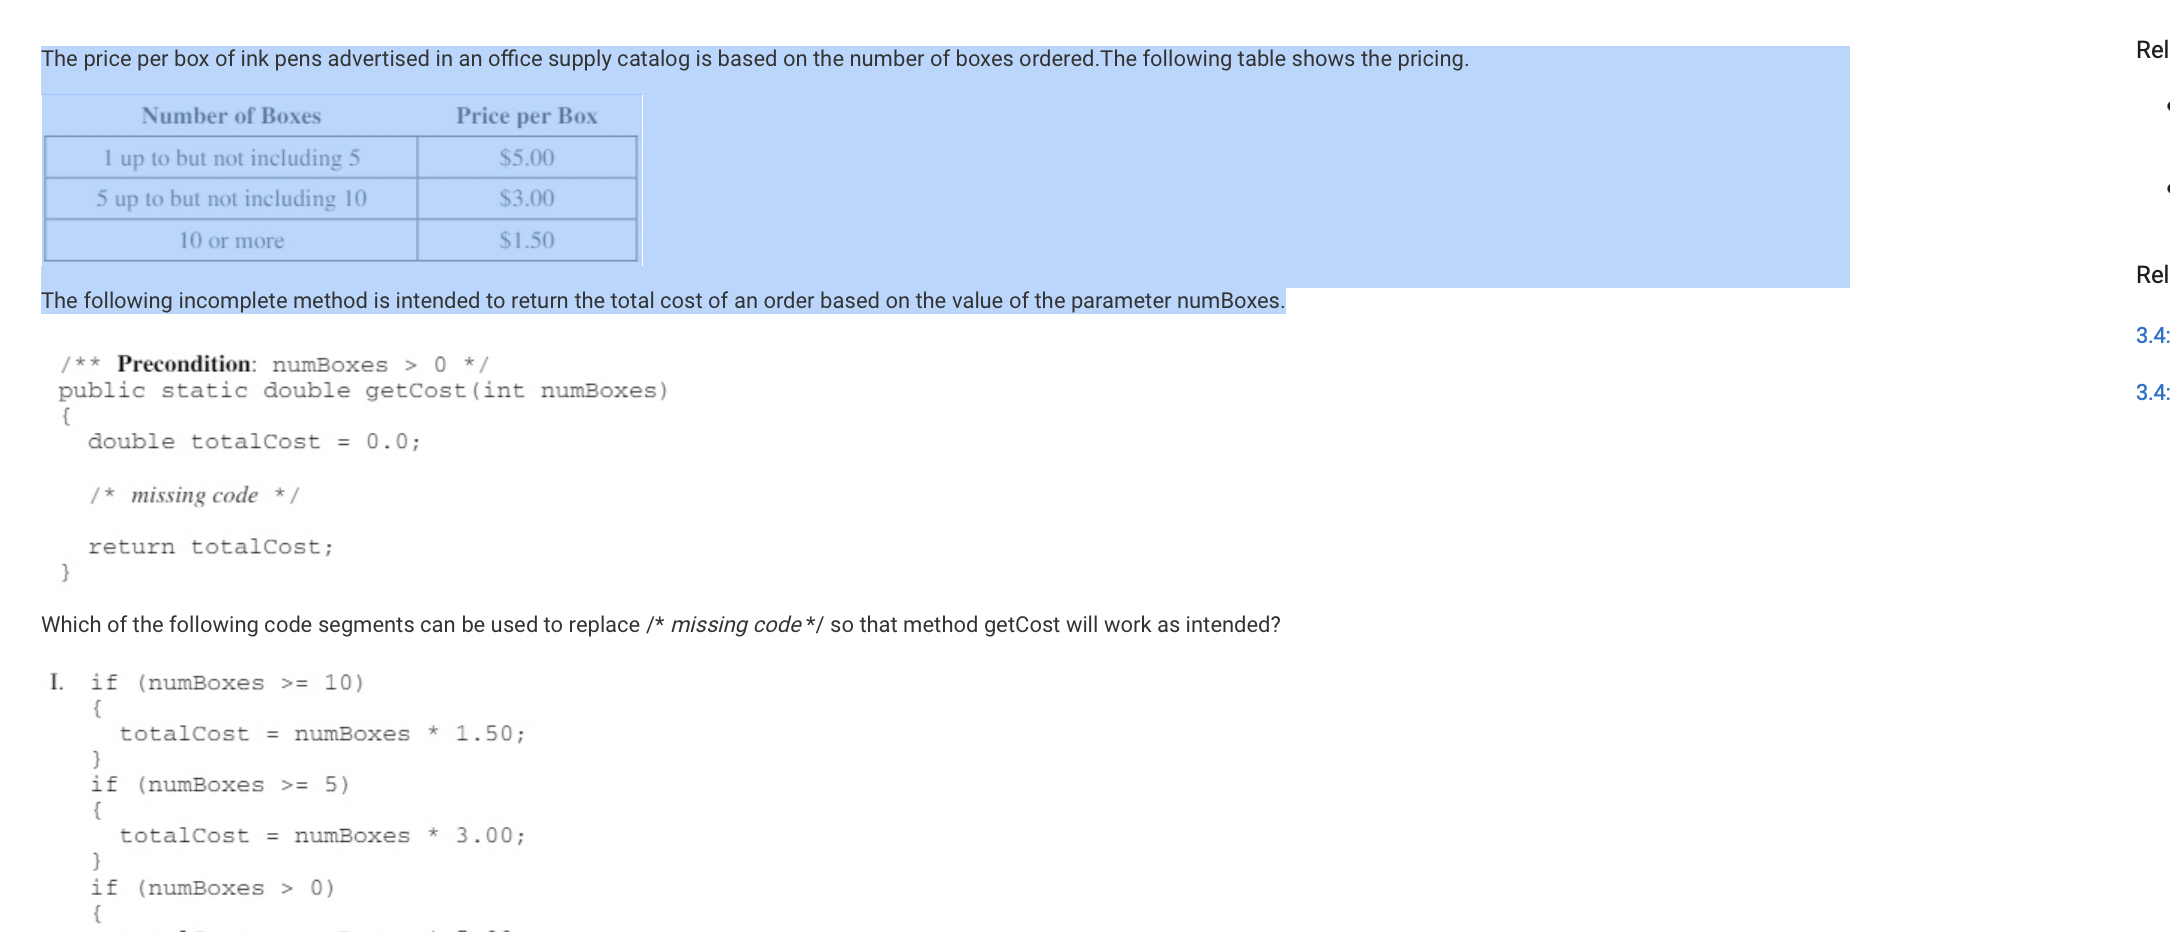 The price per box of ink pens advertised in an office supply catalog is based on the number of boxes ordered.The following table shows the pricing.
Number of Boxes Price per Box
1 up to but not including 5 $5.00
5 up to but not including 10 $3.00
10 or more $1.50
The following incomplete method is intended to return the total cost of an order based on the value of the parameter numBoxes.
/** Precondition: numBoxes > 0 */
public static double getCost(int numBoxes)
{
double totalCost = 0.0;
/* missing code */
return totalCost;
}
Which of the following code segments can be used to replace /* missing code */ so that method getCost will work as intended?
I. if (numBoxes >= 10)
{
totalCost = numBoxes * 1.50;
}
if (numBoxes >= 5)
{
totalCost = numBoxes * 3.00;
}
if (numBoxes > 0)
{
Rel
Rel
3.4:
3.4: